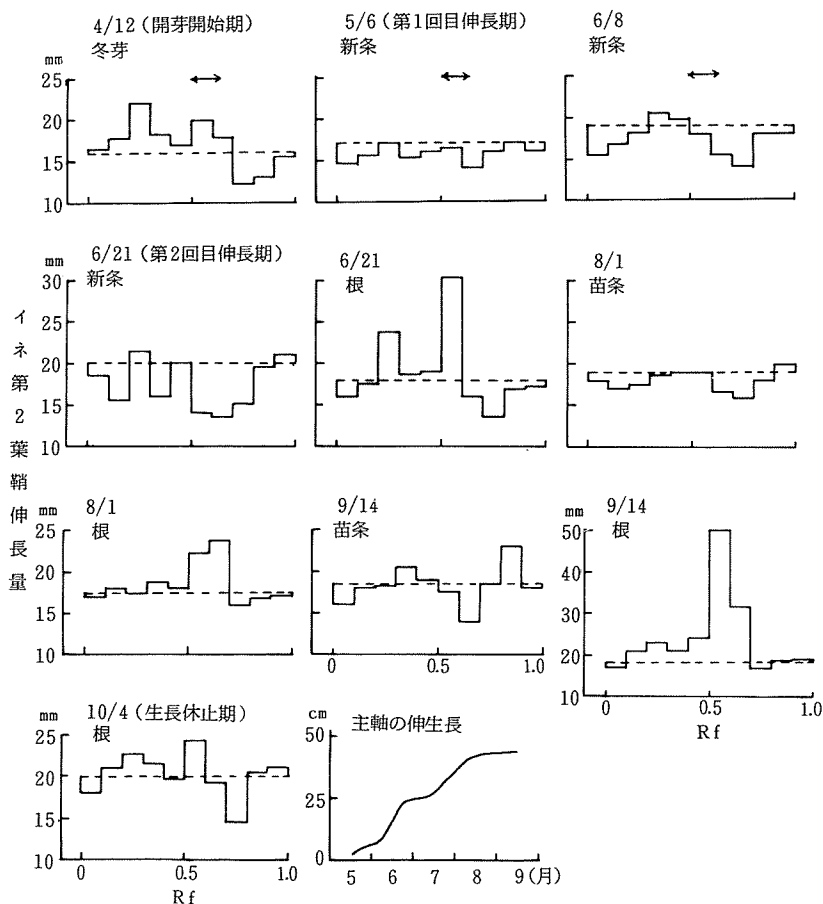 4/12(開芽開始期)
冬芽
mm
25
20
15
10
5/6(第1回目伸長期)
新条
6/8
新条
6/21(第2回目伸長期)
新条
mm
30
25
20
15
10
6/21
根
8/1
苗条
イネ第2葉鞘伸長量
8/1
根
mm
25
20
15
10
9/14
苗条
0
0.5
1.0
9/14
根
mm
50
40
30
20
10
0
0.5
1.0
Rf
10/4(生長休止期)
根
mm
25
20
15
10
0
0.5
1.0
Rf
主軸の伸生長
cm
50
25
0
5 6 7 8 9(月)